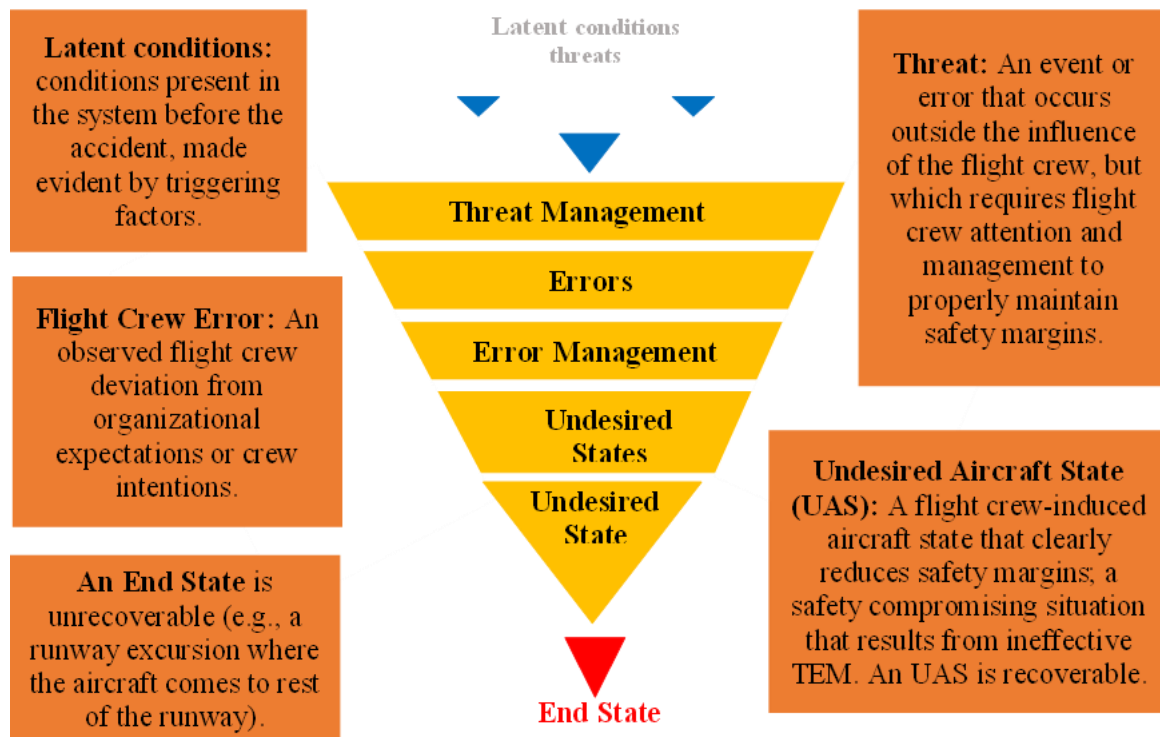 Latent conditions:
conditions present in
the system before the
accident, made
evident by triggering
factors.
Flight Crew Error: An
observed flight crew
deviation from
organizational
expectations or crew
intentions.
An End State is
unrecoverable (e.g., a
runway excursion where
the aircraft comes to rest
of the runway).
Latent conditions
threats
Threat Management
Errors
Error Management
Undesired
States
Undesired
State
End State
Threat: An event or
error that occurs
outside the influence
of the flight crew, but
which requires flight
crew attention and
management to
properly maintain
safety margins.
Undesired Aircraft State
(UAS): A flight crew-induced
aircraft state that clearly
reduces safety margins; a
safety compromising situation
that results from ineffective
TEM. An UAS is recoverable.